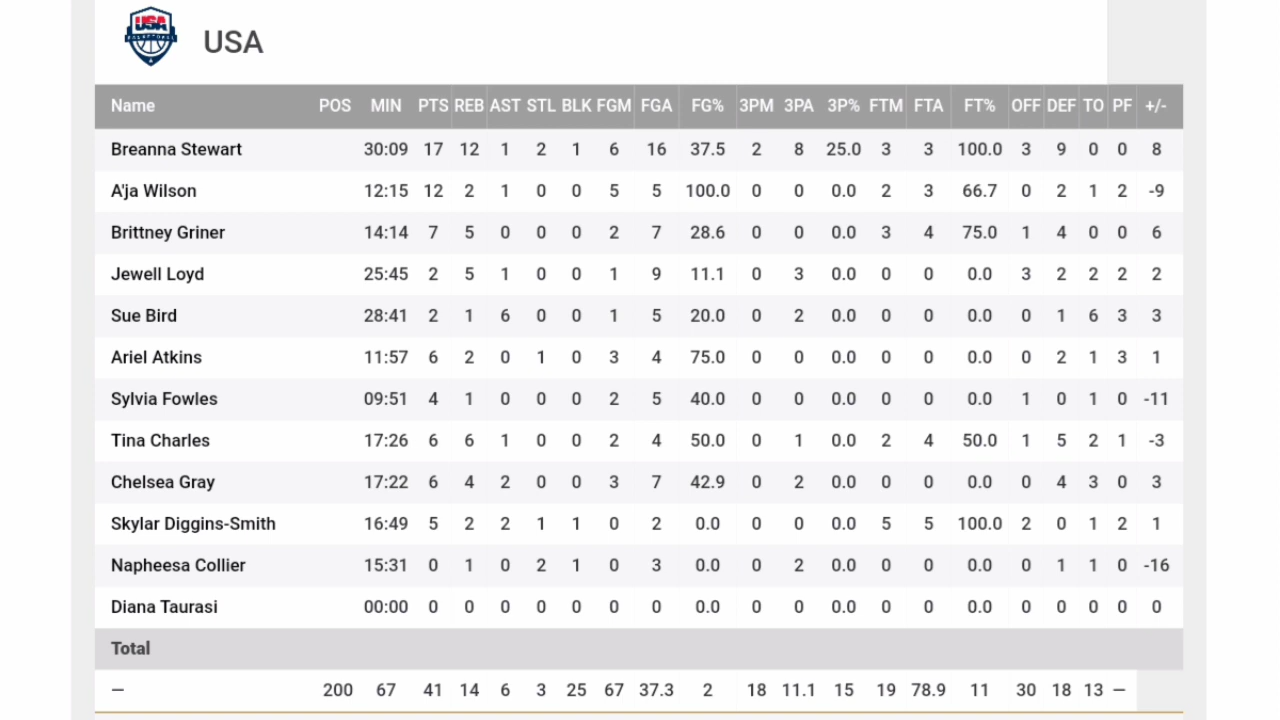 USA BASKETBALL USA
Name POS MIN PTS REB AST STL BLK FGM FGA FG% 3PM 3PA 3P% FTM FTA FT% OFF DEF TO PF +/-
Breanna Stewart 30:09 17 12 1 2 1 6 16 37.5 2 8 25.0 3 3 100.0 3 9 0 0 8
A'ja Wilson 12:15 12 2 1 0 0 5 5 100.0 0 0 0.0 2 3 66.7 0 2 1 2 -9
Brittney Griner 14:14 7 5 0 0 0 2 7 28.6 0 0 0.0 3 4 75.0 1 4 0 0 6
Jewell Loyd 25:45 2 5 1 0 0 1 9 11.1 0 3 0.0 0 0 0.0 3 2 2 2 2
Sue Bird 28:41 2 1 6 0 0 1 5 20.0 0 2 0.0 0 0 0.0 0 1 6 3 3
Ariel Atkins 11:57 6 2 0 1 0 3 4 75.0 0 0 0.0 0 0 0.0 0 2 1 3 1
Sylvia Fowles 09:51 4 1 0 0 0 2 5 40.0 0 0 0.0 0 0 0.0 1 0 1 0 -11
Tina Charles 17:26 6 6 1 0 0 2 4 50.0 0 1 0.0 2 4 50.0 1 5 2 1 -3
Chelsea Gray 17:22 6 4 2 0 0 3 7 42.9 0 2 0.0 0 0 0.0 0 4 3 0 3
Skylar Diggins-Smith 16:49 5 2 2 1 1 0 2 0.0 0 0 0.0 5 5 100.0 2 0 1 2 1
Napheesa Collier 15:31 0 1 0 2 1 0 3 0.0 0 2 0.0 0 0 0.0 0 1 1 0 -16
Diana Taurasi 00:00 0 0 0 0 0 0 0 0.0 0 0 0.0 0 0 0.0 0 0 0 0 0
Total
– 200 67 41 14 6 3 25 67 37.3 2 18 11.1 15 19 78.9 11 30 18 13 –